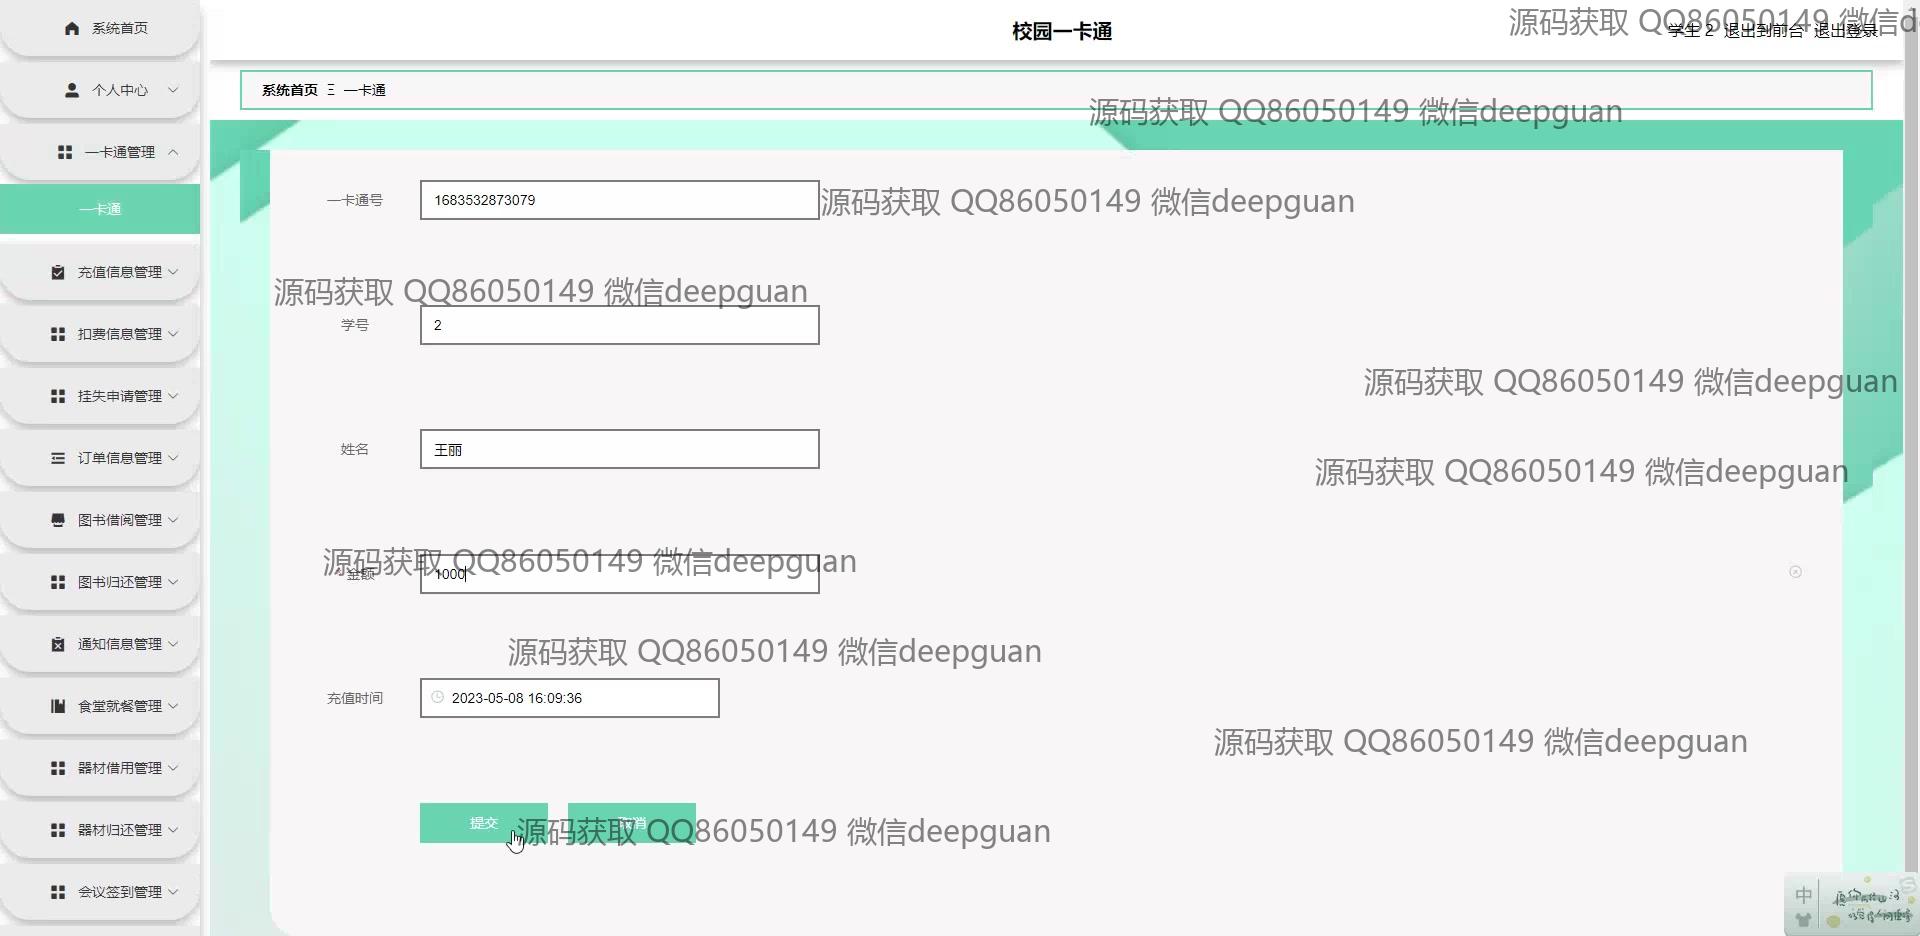 系统首页
个人中心
一卡通管理
一卡通
充值信息管理
扣费信息管理
挂失申请管理
订单信息管理
图书借阅管理
图书归还管理
通知信息管理
食堂就餐管理
器材借用管理
器材归还管理
会议签到管理
校园一卡通
学生 2 退出到前台 退出登录
源码获取 QQ86050149 微信d
系统首页 Ξ 一卡通
源码获取 QQ86050149 微信deepguan
一卡通号 1683532873079
源码获取 QQ86050149 微信deepguan
源码获取 QQ86050149 微信deepguan
学号 2
源码获取 QQ86050149 微信deepguan
姓名 王丽
源码获取 QQ86050149 微信deepguan
源码获取 QQ86050149 微信deepguan
* 金额 1000
源码获取 QQ86050149 微信deepguan
充值时间 2023-05-08 16:09:36
源码获取 QQ86050149 微信deepguan
提交 取消
源码获取 QQ86050149 微信deepguan
中